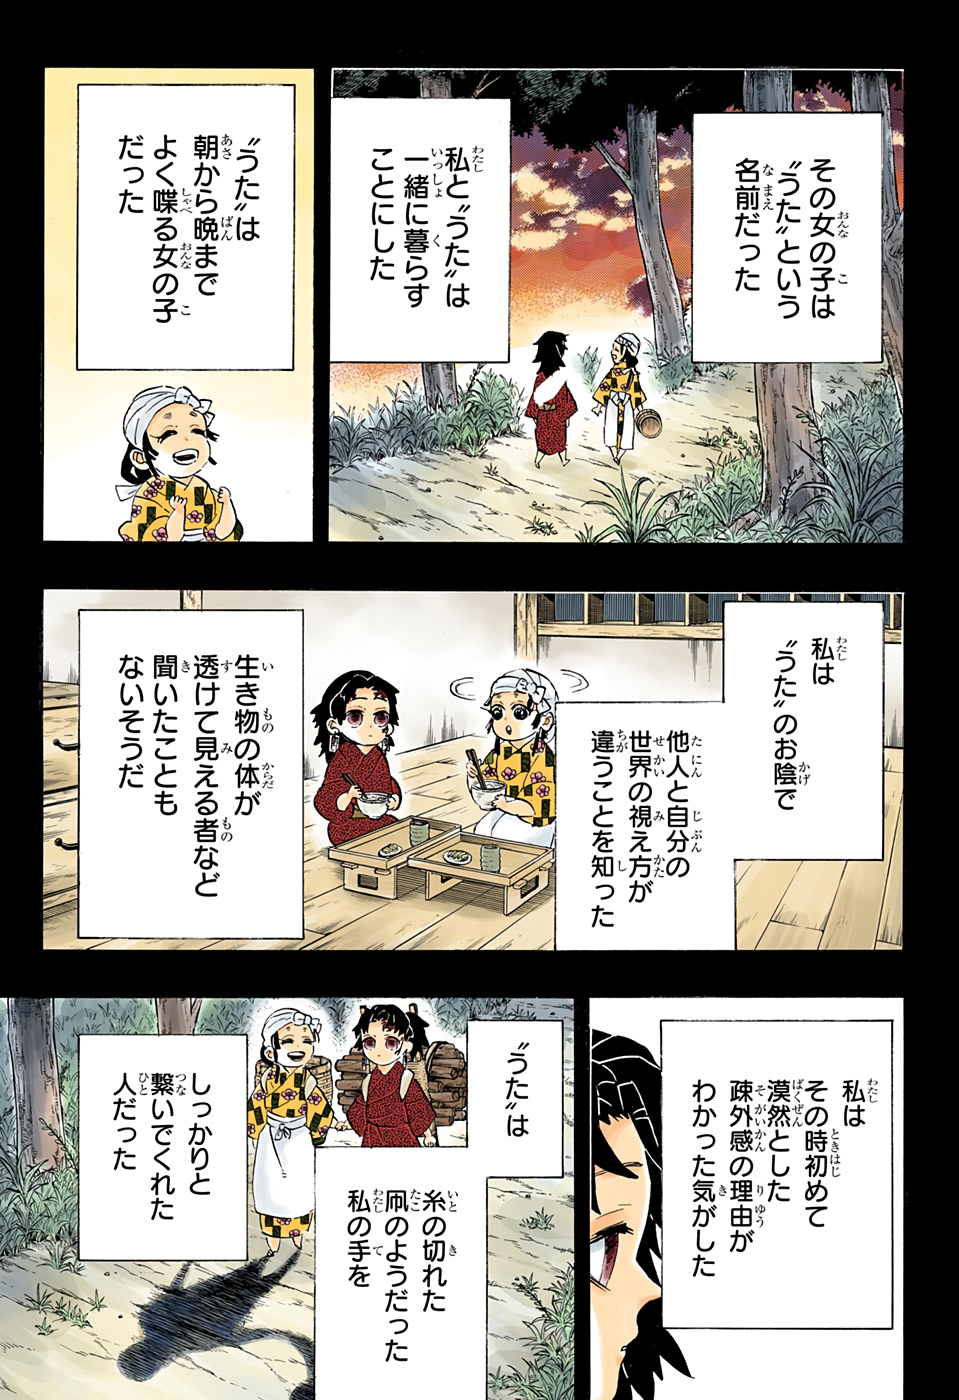 その女の子は
〝うた〟という
名前だった
私と〝うた〟は
一緒に暮らす
ことにした
〝うた〟は
朝から晩まで
よく喋る女の子
だった
私は
〝うた〟のお陰で
他人と自分の
世界の視え方が
違うことを知った
生き物の体が
透けて見える者など
聞いたことも
ないそうだ
私は
その時初めて
漠然とした
疎外感の理由が
わかった気がした
〝うた〟は
糸の切れた
凧のようだった
私の手を
しっかりと
繋いでくれた
人だった